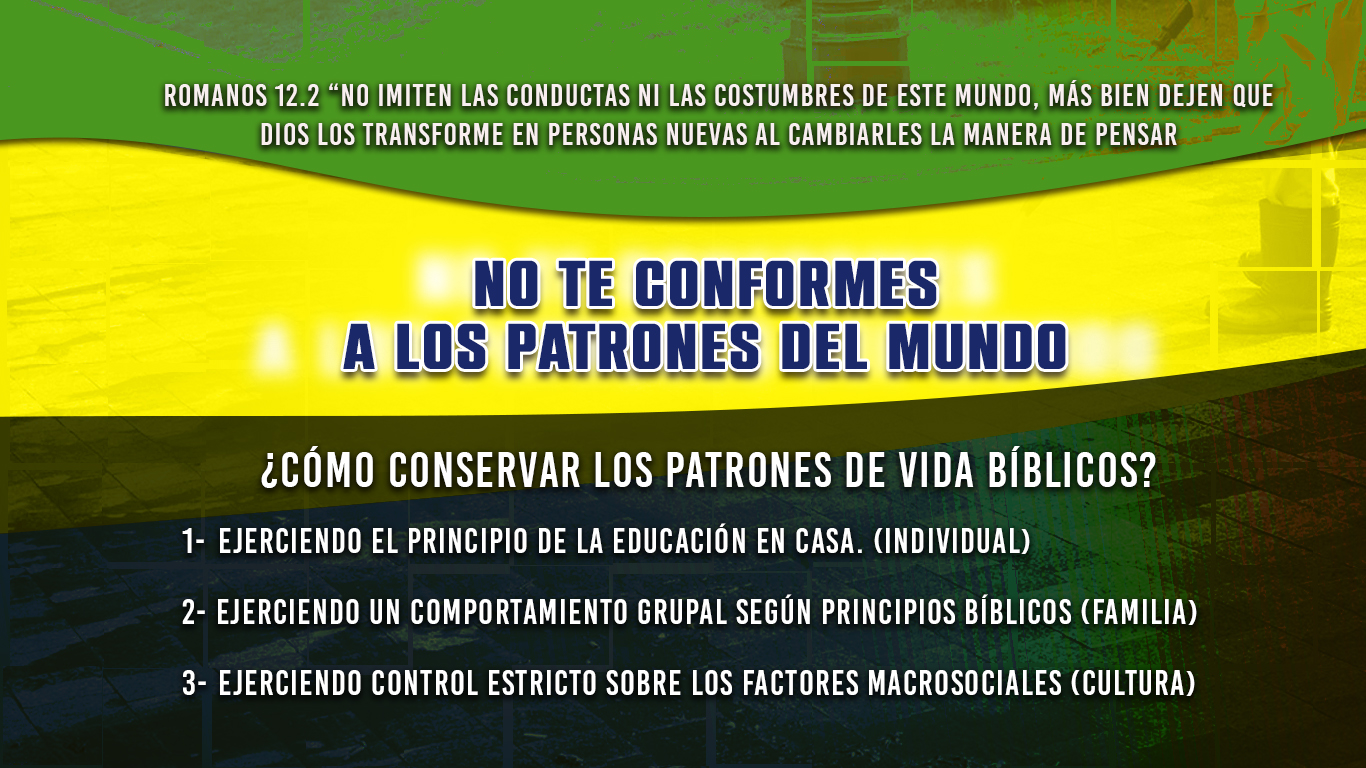 ROMANOS 12.2 “NO IMITEN LAS CONDUCTAS NI LAS COSTUMBRES DE ESTE MUNDO, MÁS BIEN DEJEN QUE
DIOS LOS TRANSFORME EN PERSONAS NUEVAS AL CAMBIARLES LA MANERA DE PENSAR
NO TE CONFORMES
A LOS PATRONES DEL MUNDO
¿CÓMO CONSERVAR LOS PATRONES DE VIDA BÍBLICOS?
1- EJERCIENDO EL PRINCIPIO DE LA EDUCACIÓN EN CASA. (INDIVIDUAL)
2- EJERCIENDO UN COMPORTAMIENTO GRUPAL SEGÚN PRINCIPIOS BÍBLICOS (FAMILIA)
3- EJERCIENDO CONTROL ESTRICTO SOBRE LOS FACTORES MACROSOCIALES (CULTURA)